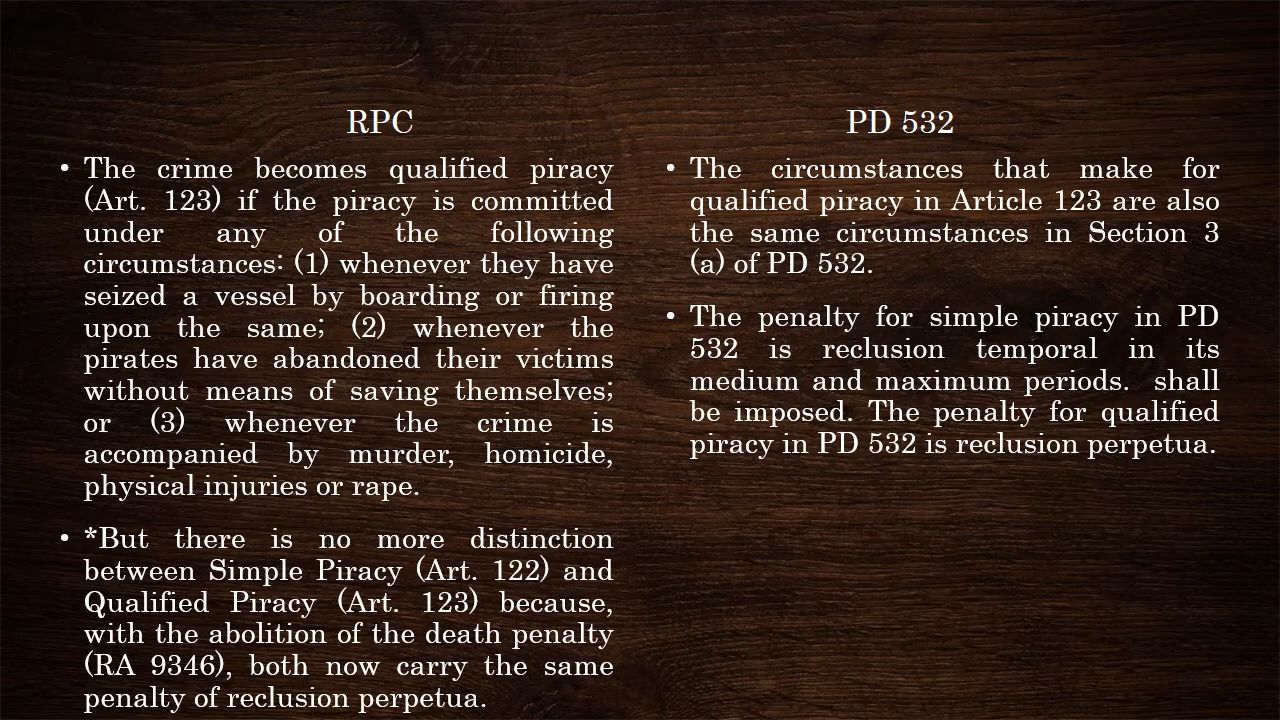 RPC
• The crime becomes qualified piracy
(Art. 123) if the piracy is committed
under any of the following
circumstances: (1) whenever they have
seized a vessel by boarding or firing
upon the same; (2) whenever the
pirates have abandoned their victims
without means of saving themselves;
or (3) whenever the crime is
accompanied by murder, homicide,
physical injuries or rape.
• *But there is no more distinction
between Simple Piracy (Art. 122) and
Qualified Piracy (Art. 123) because,
with the abolition of the death penalty
(RA 9346), both now carry the same
penalty of reclusion perpetua.
PD 532
• The circumstances that make for
qualified piracy in Article 123 are also
the same circumstances in Section 3
(a) of PD 532.
• The penalty for simple piracy in PD
532 is reclusion temporal in its
medium and maximum periods. shall
be imposed. The penalty for qualified
piracy in PD 532 is reclusion perpetua.